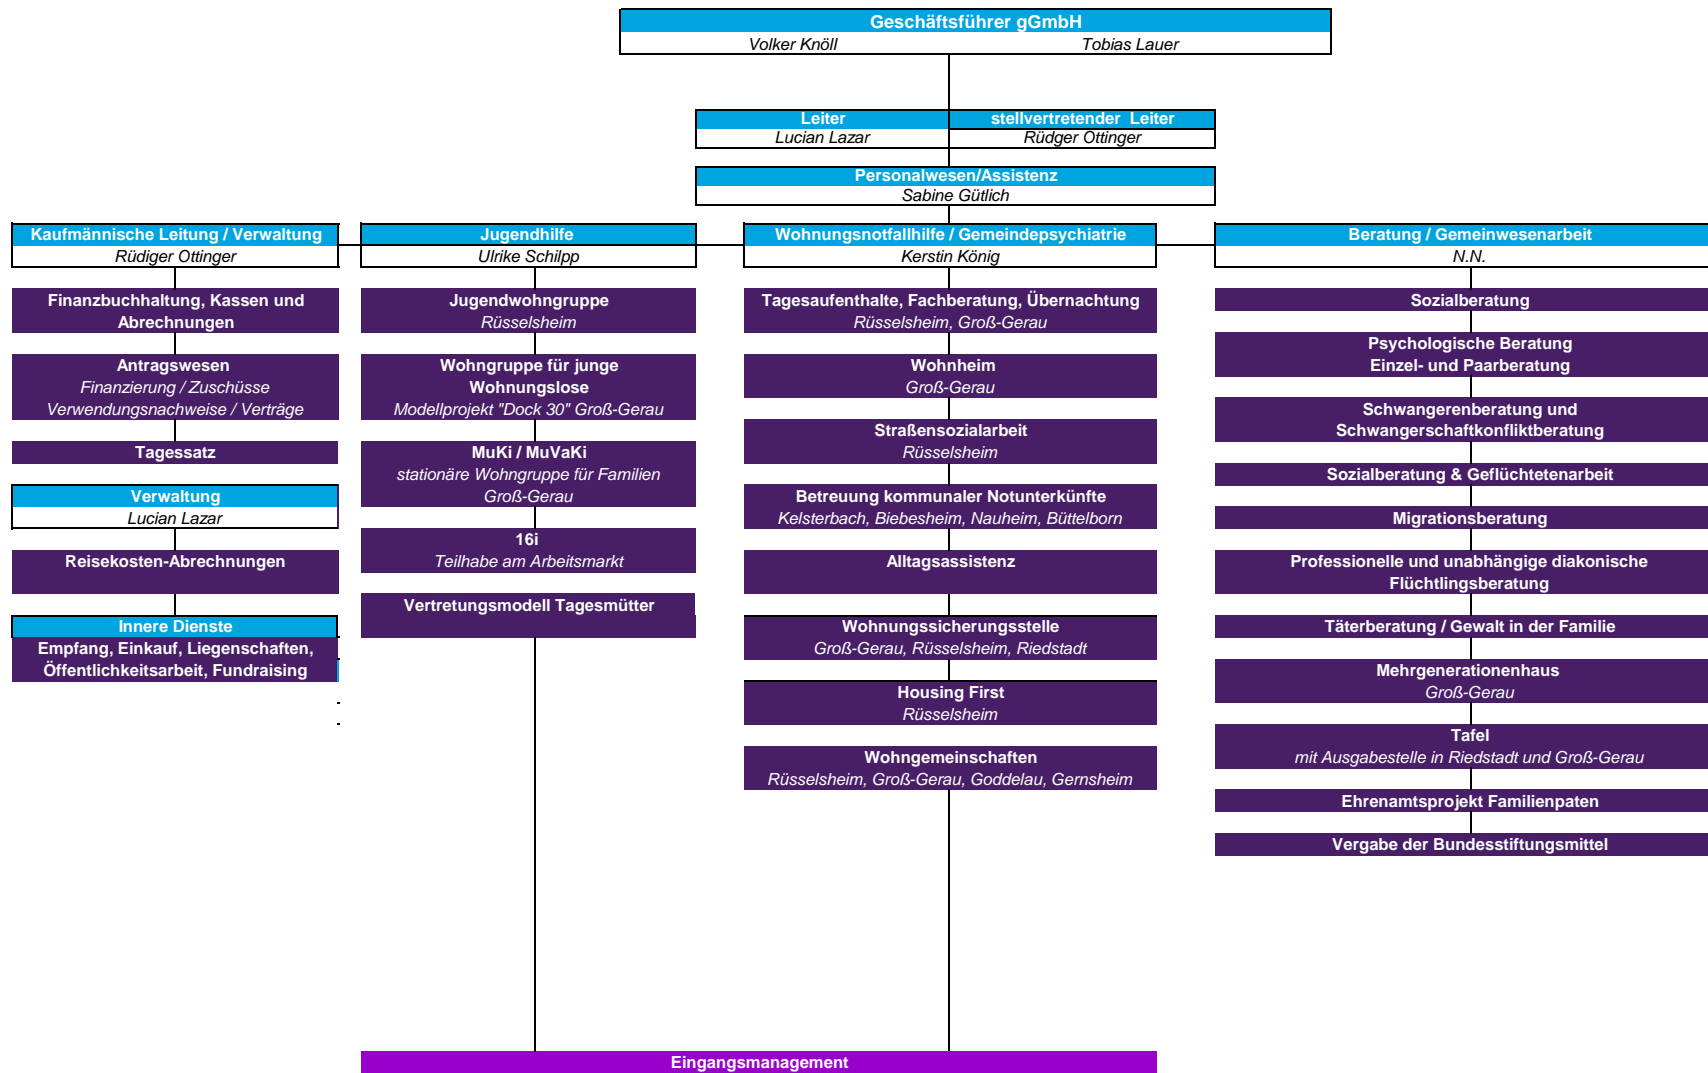 Geschäftsführer gGmbH
Volker Knöll
Tobias Lauer
Leiter
Lucian Lazar
stellvertretender Leiter
Rüdger Ottinger
Personalwesen/Assistenz
Sabine Gütlich
Kaufmännische Leitung / Verwaltung
Rüdiger Ottinger
Finanzbuchhaltung, Kassen und
Abrechnungen
Antragswesen
Finanzierung / Zuschüsse
Verwendungsnachweise / Verträge
Tagessatz
Verwaltung
Lucian Lazar
Reisekosten-Abrechnungen
Innere Dienste
Empfang, Einkauf, Liegenschaften,
Öffentlichkeitsarbeit, Fundraising
Jugendhilfe
Ulrike Schilpp
Jugendwohngruppe
Rüsselsheim
Wohngruppe für junge
Wohnungslose
Modellprojekt "Dock 30" Groß-Gerau
MuKi / MuVaKi
stationäre Wohngruppe für Familien
Groß-Gerau
16i
Teilhabe am Arbeitsmarkt
Vertretungsmodell Tagesmütter
Wohnungsnotfallhilfe / Gemeindepsychiatrie
Kerstin König
Tagesaufenthalte, Fachberatung, Übernachtung
Rüsselsheim, Groß-Gerau
Wohnheim
Groß-Gerau
Straßensozialarbeit
Rüsselsheim
Betreuung kommunaler Notunterkünfte
Kelsterbach, Biebesheim, Nauheim, Büttelborn
Alltagsassistenz
Wohnungssicherungsstelle
Groß-Gerau, Rüsselsheim, Riedstadt
Housing First
Rüsselsheim
Wohngemeinschaften
Rüsselsheim, Groß-Gerau, Goddelau, Gernsheim
Beratung / Gemeinwesenarbeit
N.N.
Sozialberatung
Psychologische Beratung
Einzel- und Paarberatung
Schwangerenberatung und
Schwangerschaftkonfliktberatung
Sozialberatung & Geflüchtetenarbeit
Migrationsberatung
Professionelle und unabhängige diakonische
Flüchtlingsberatung
Täterberatung / Gewalt in der Familie
Mehrgenerationenhaus
Groß-Gerau
Tafel
mit Ausgabestelle in Riedstadt und Groß-Gerau
Ehrenamtsprojekt Familienpaten
Vergabe der Bundesstiftungsmittel
Eingangsmanagement